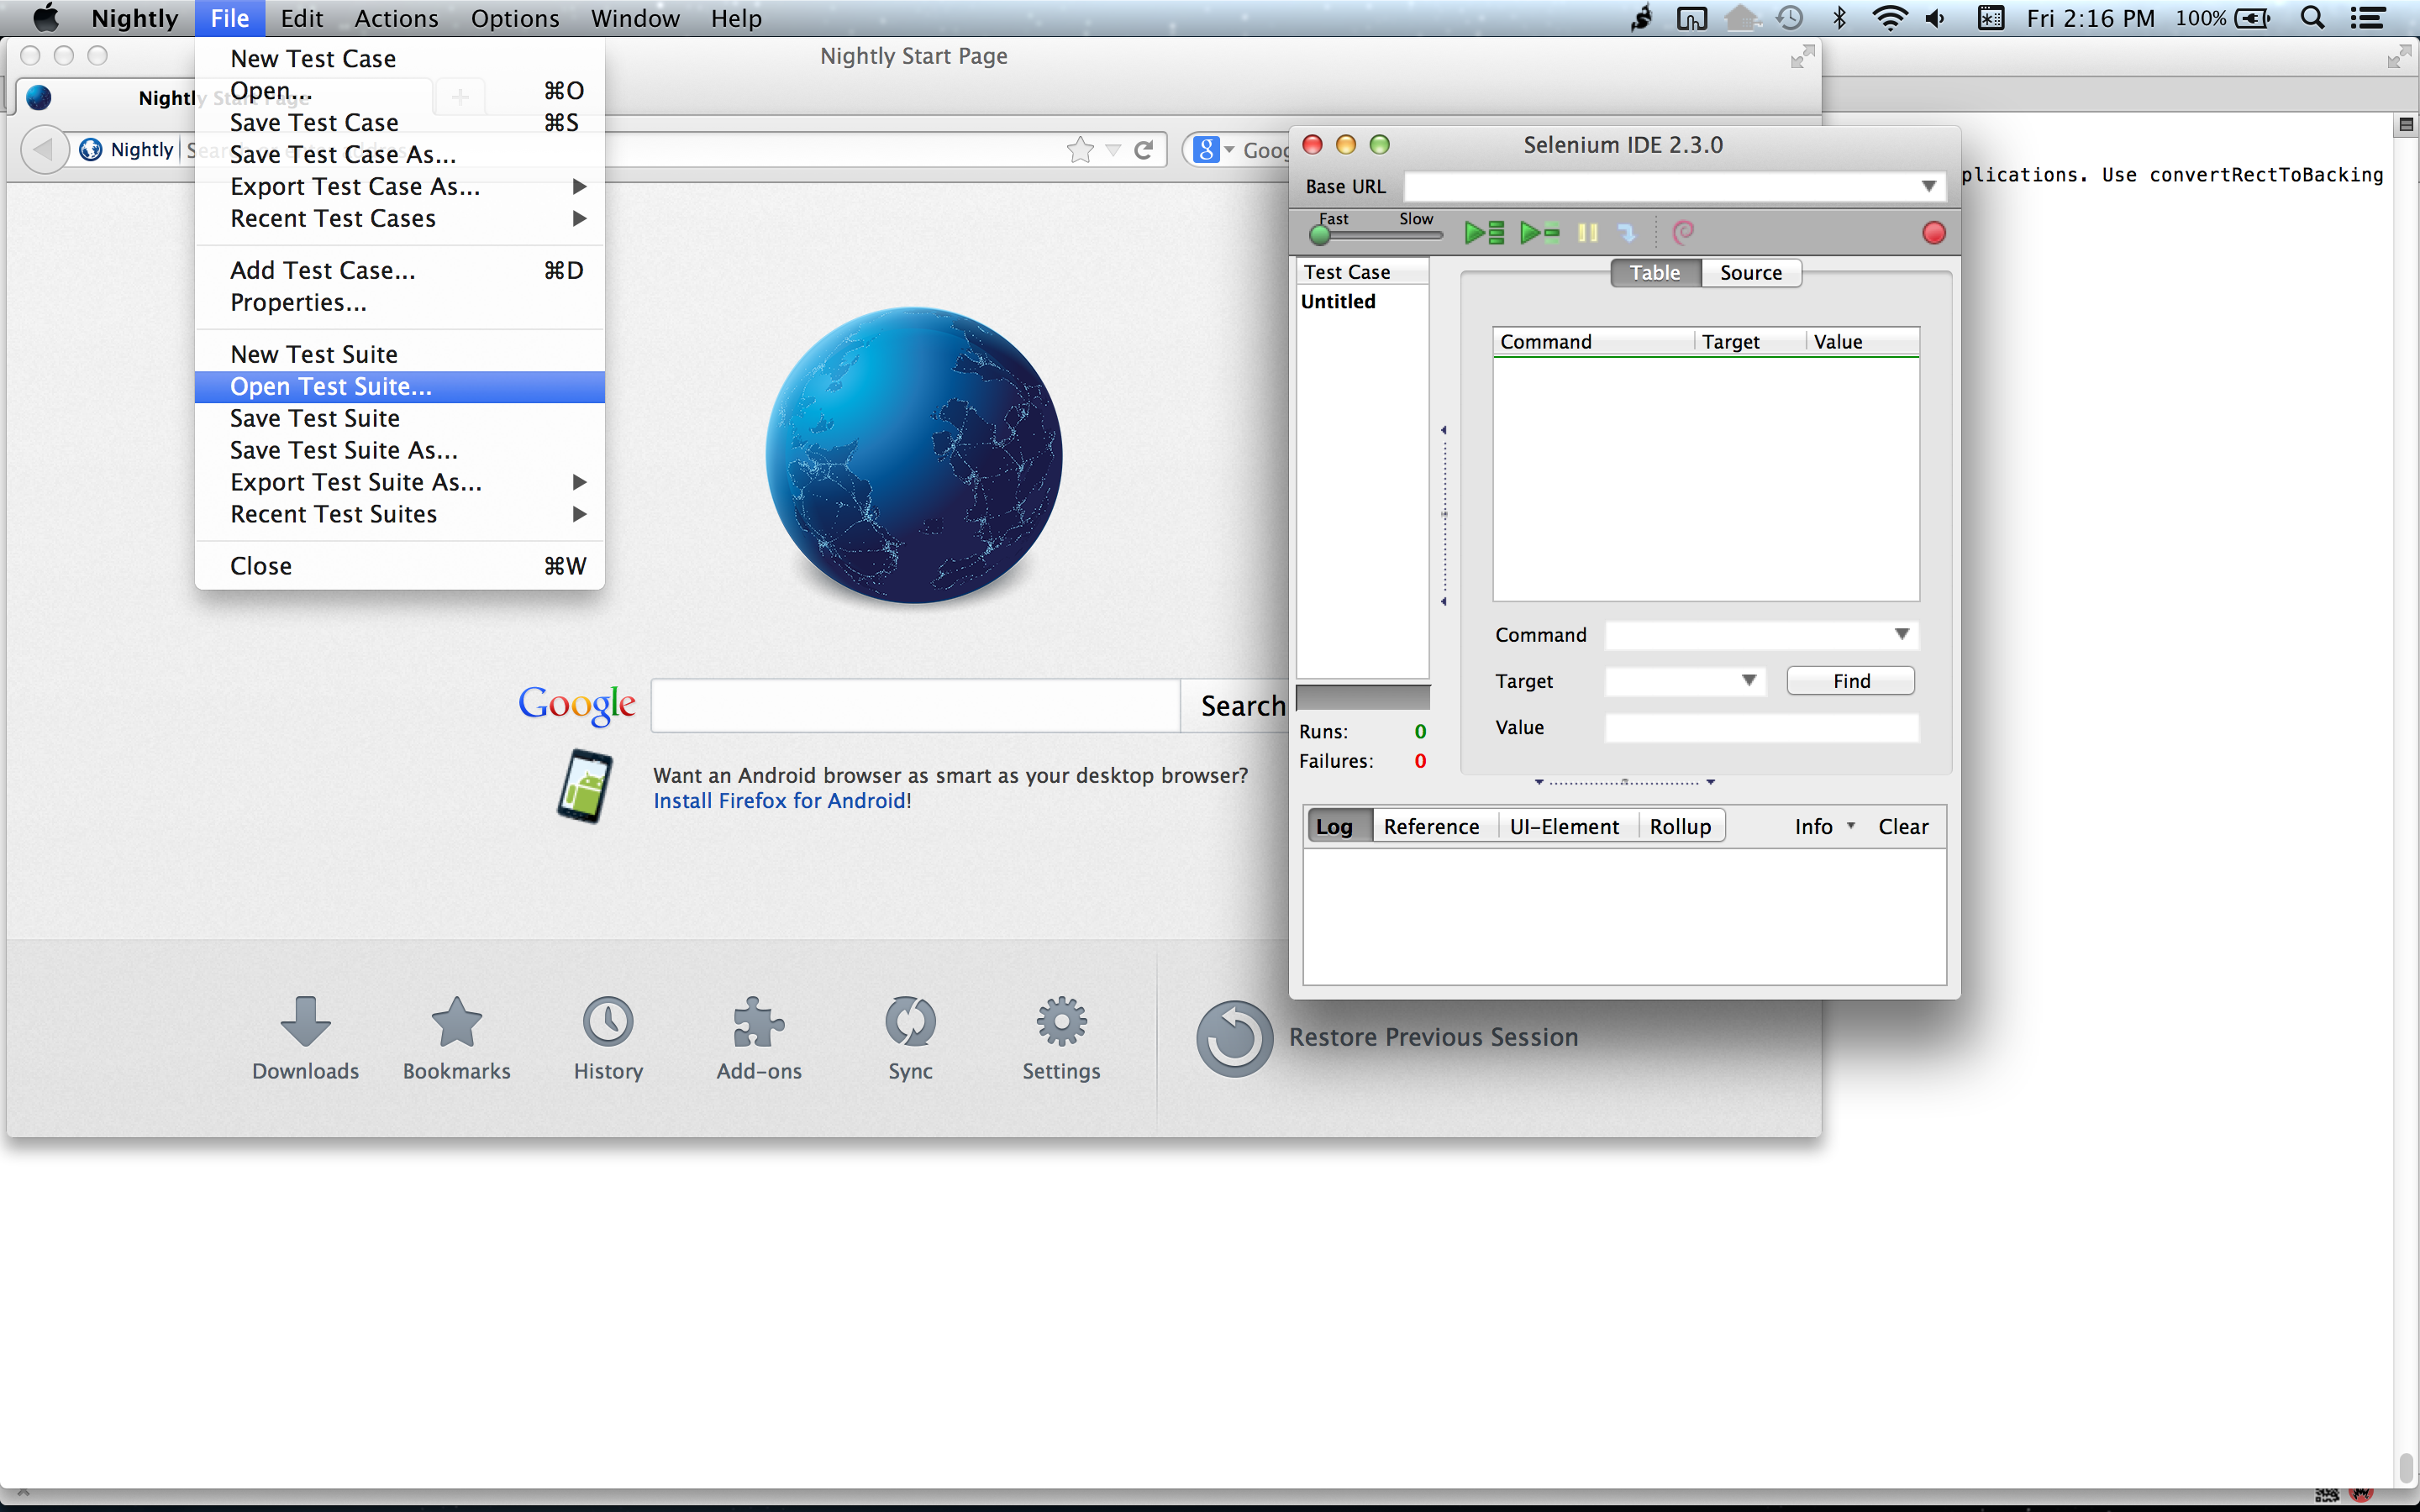 Nightly File Edit Actions Options Window Help
Fri 2:16 PM 100%
Nightly Start Page
Nightly Start Page
Nightly
Goog
New Test Case
Open... ⌘O
Save Test Case ⌘S
Save Test Case As...
Export Test Case As...
Recent Test Cases
Add Test Case... ⌘D
Properties...
New Test Suite
Open Test Suite...
Save Test Suite
Save Test Suite As...
Export Test Suite As...
Recent Test Suites
Close ⌘W
Google
Search
Want an Android browser as smart as your desktop browser?
Install Firefox for Android!
Downloads Bookmarks History Add-ons Sync Settings
Restore Previous Session
Selenium IDE 2.3.0
Base URL
Fast Slow
Test Case
Untitled
Table Source
Command Target Value
Command
Target Find
Value
Runs: 0
Failures: 0
Log Reference UI-Element Rollup Info Clear
plications. Use convertRectToBacking